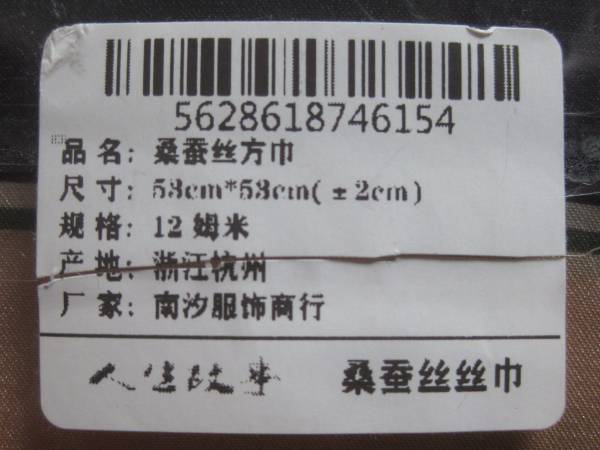 5628618746154
品名：桑蚕丝方巾
尺寸：53cm*53cm(±2cm)
规格：12姆米
产地：浙江杭州
厂家：南汐服饰商行
人生故事 桑蚕丝丝巾